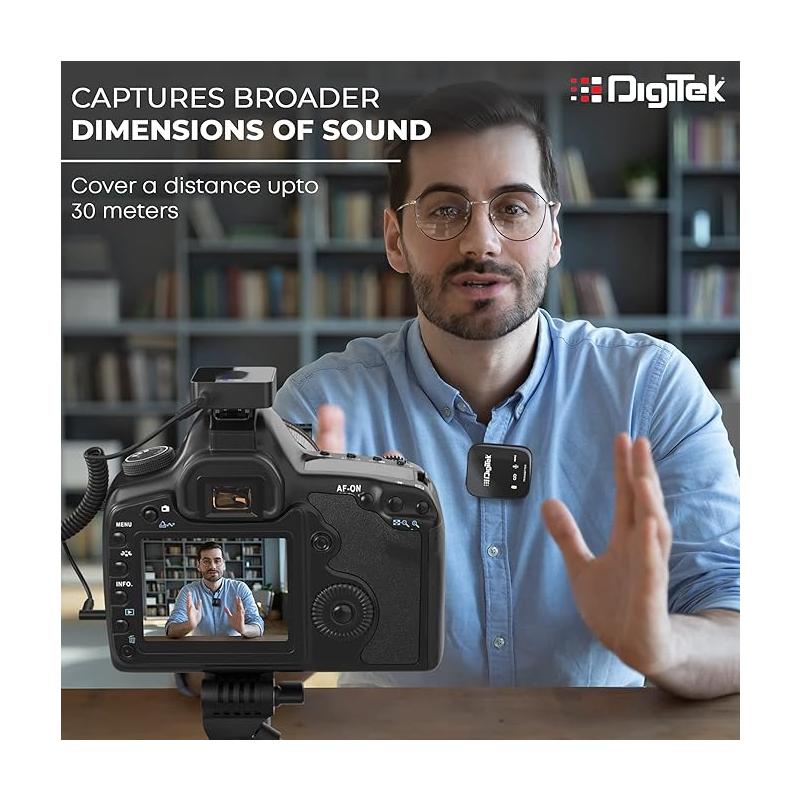 CAPTURES BROADER
DIMENSIONS OF SOUND
DigiTek
Cover a distance upto
30 meters
DigiTek
AF-ON
MENU
INFO.